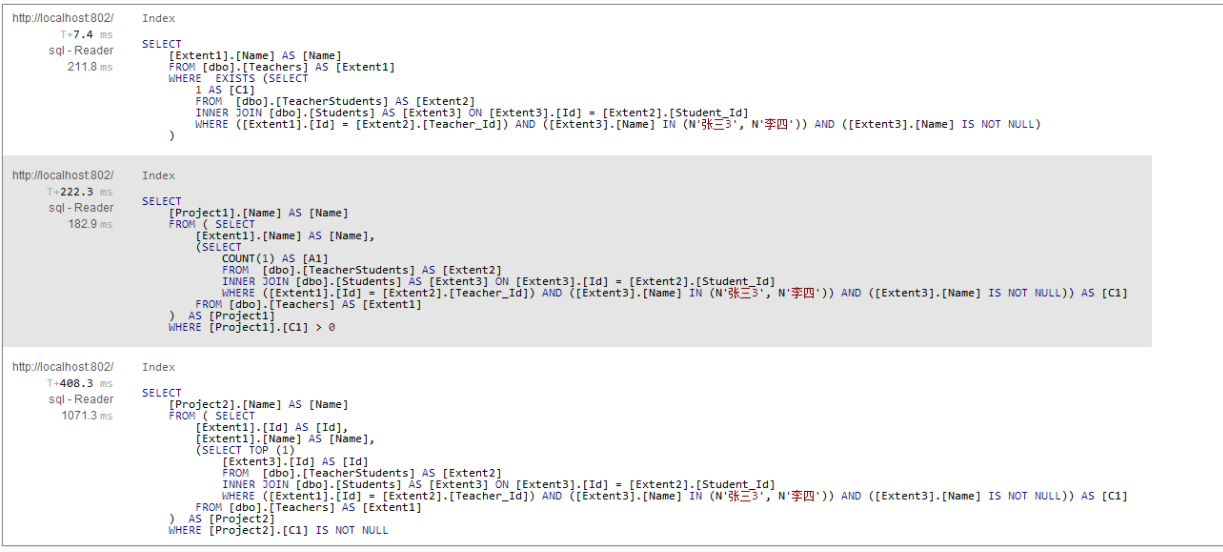 http://localhost:802/ Index
T+7.4 ms
sql - Reader
211.8 ms
SELECT
[Extent1].[Name] AS [Name]
FROM [dbo].[Teachers] AS [Extent1]
WHERE EXISTS (SELECT
1 AS [C1]
FROM [dbo].[TeacherStudents] AS [Extent2]
INNER JOIN [dbo].[Students] AS [Extent3] ON [Extent3].[Id] = [Extent2].[Student_Id]
WHERE ([Extent1].[Id] = [Extent2].[Teacher_Id]) AND ([Extent3].[Name] IN (N'张三3', N'李四')) AND ([Extent3].[Name] IS NOT NULL)
)
http://localhost:802/ Index
T+222.3 ms
sql - Reader
182.9 ms
SELECT
[Project1].[Name] AS [Name]
FROM ( SELECT
[Extent1].[Name] AS [Name],
(SELECT
COUNT(1) AS [A1]
FROM [dbo].[TeacherStudents] AS [Extent2]
INNER JOIN [dbo].[Students] AS [Extent3] ON [Extent3].[Id] = [Extent2].[Student_Id]
WHERE ([Extent1].[Id] = [Extent2].[Teacher_Id]) AND ([Extent3].[Name] IN (N'张三3', N'李四')) AND ([Extent3].[Name] IS NOT NULL)) AS [C1]
FROM [dbo].[Teachers] AS [Extent1]
) AS [Project1]
WHERE [Project1].[C1] > 0
http://localhost:802/ Index
T+408.3 ms
sql - Reader
1071.3 ms
SELECT
[Project2].[Name] AS [Name]
FROM ( SELECT
[Extent1].[Id] AS [Id],
[Extent1].[Name] AS [Name],
(SELECT TOP (1)
[Extent3].[Id] AS [Id]
FROM [dbo].[TeacherStudents] AS [Extent2]
INNER JOIN [dbo].[Students] AS [Extent3] ON [Extent3].[Id] = [Extent2].[Student_Id]
WHERE ([Extent1].[Id] = [Extent2].[Teacher_Id]) AND ([Extent3].[Name] IN (N'张三3', N'李四')) AND ([Extent3].[Name] IS NOT NULL)) AS [C1]
FROM [dbo].[Teachers] AS [Extent1]
) AS [Project2]
WHERE [Project2].[C1] IS NOT NULL